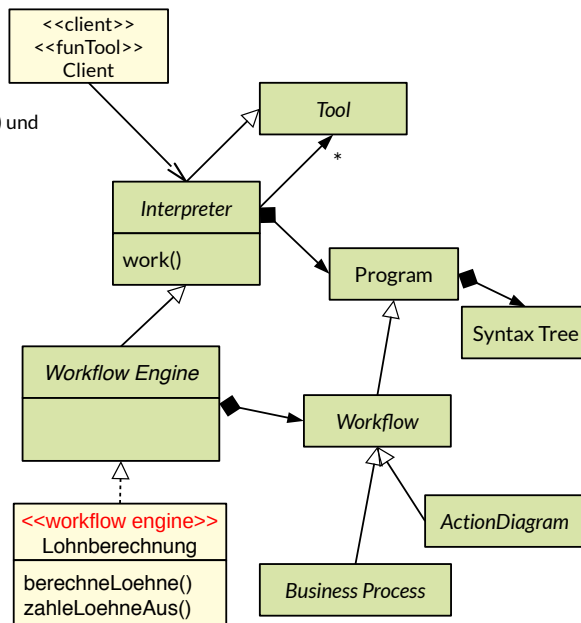 <<client>>
<<funTool>>
Client
) und
Tool
*
Interpreter
work()
Program
Syntax Tree
Workflow Engine
Workflow
<<workflow engine>>
Lohnberechnung
berechneLoehne()
zahleLoehneAus()
ActionDiagram
Business Process